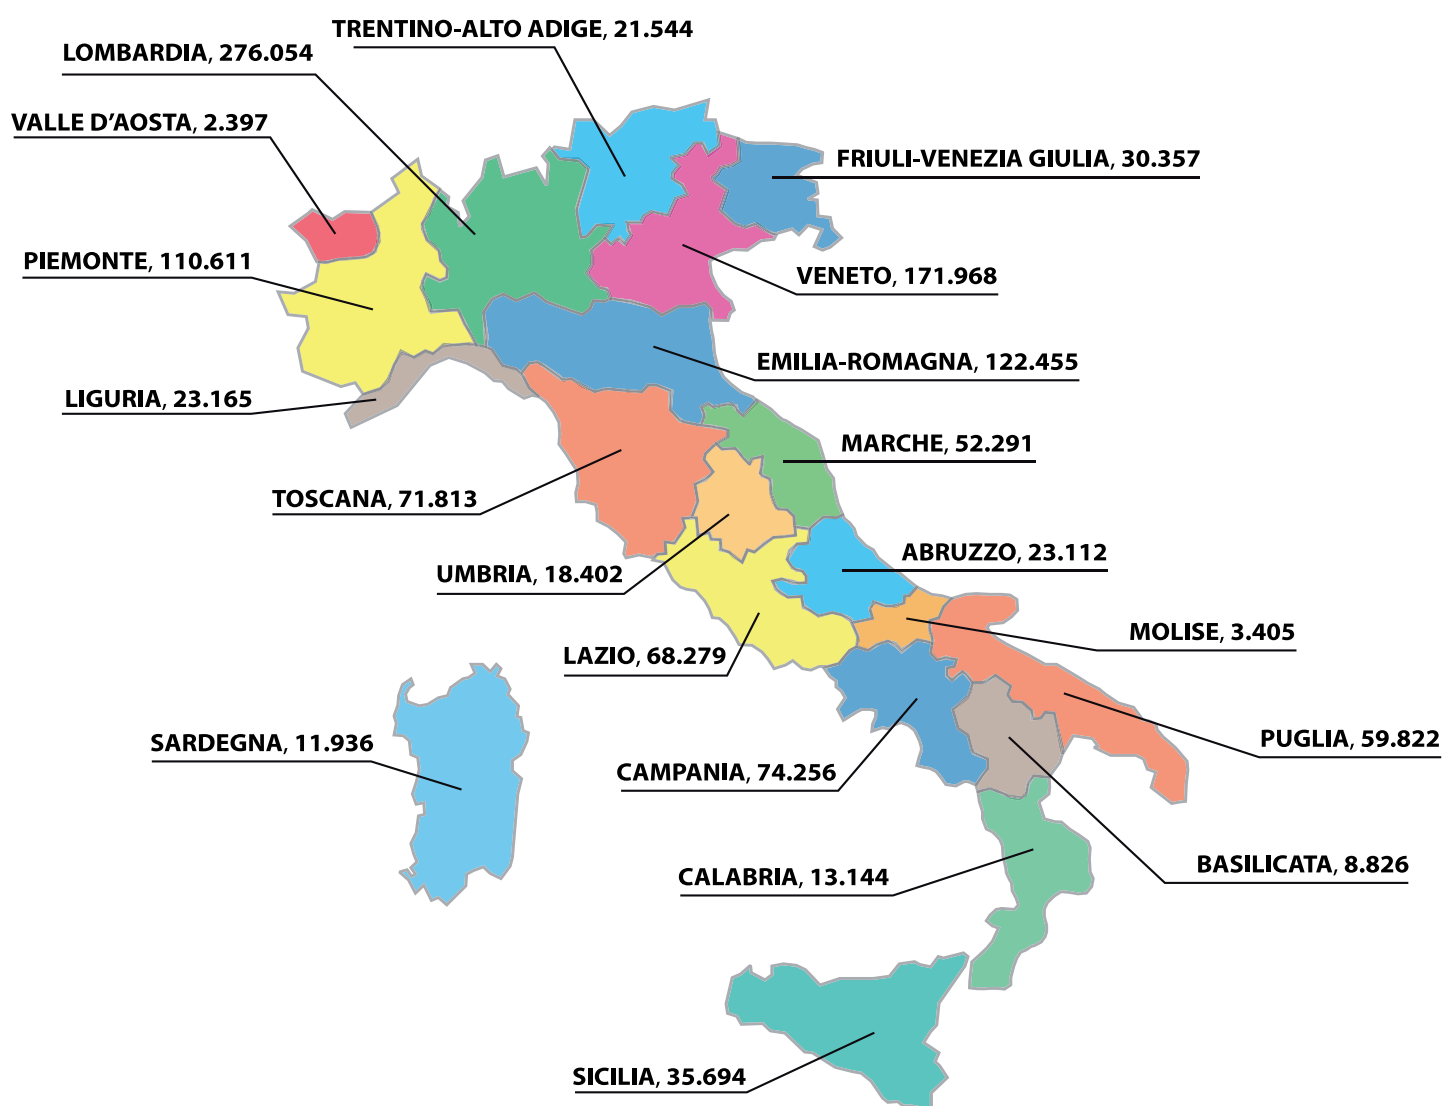 TRENTINO-ALTO ADIGE, 21.544
LOMBARDIA, 276.054
VALLE D'AOSTA, 2.397
FRIULI-VENEZIA GIULIA, 30.357
PIEMONTE, 110.611
VENETO, 171.968
EMILIA-ROMAGNA, 122.455
LIGURIA, 23.165
MARCHE, 52.291
TOSCANA, 71.813
ABRUZZO, 23.112
UMBRIA, 18.402
MOLISE, 3.405
LAZIO, 68.279
PUGLIA, 59.822
SARDEGNA, 11.936
CAMPANIA, 74.256
BASILICATA, 8.826
CALABRIA, 13.144
SICILIA, 35.694